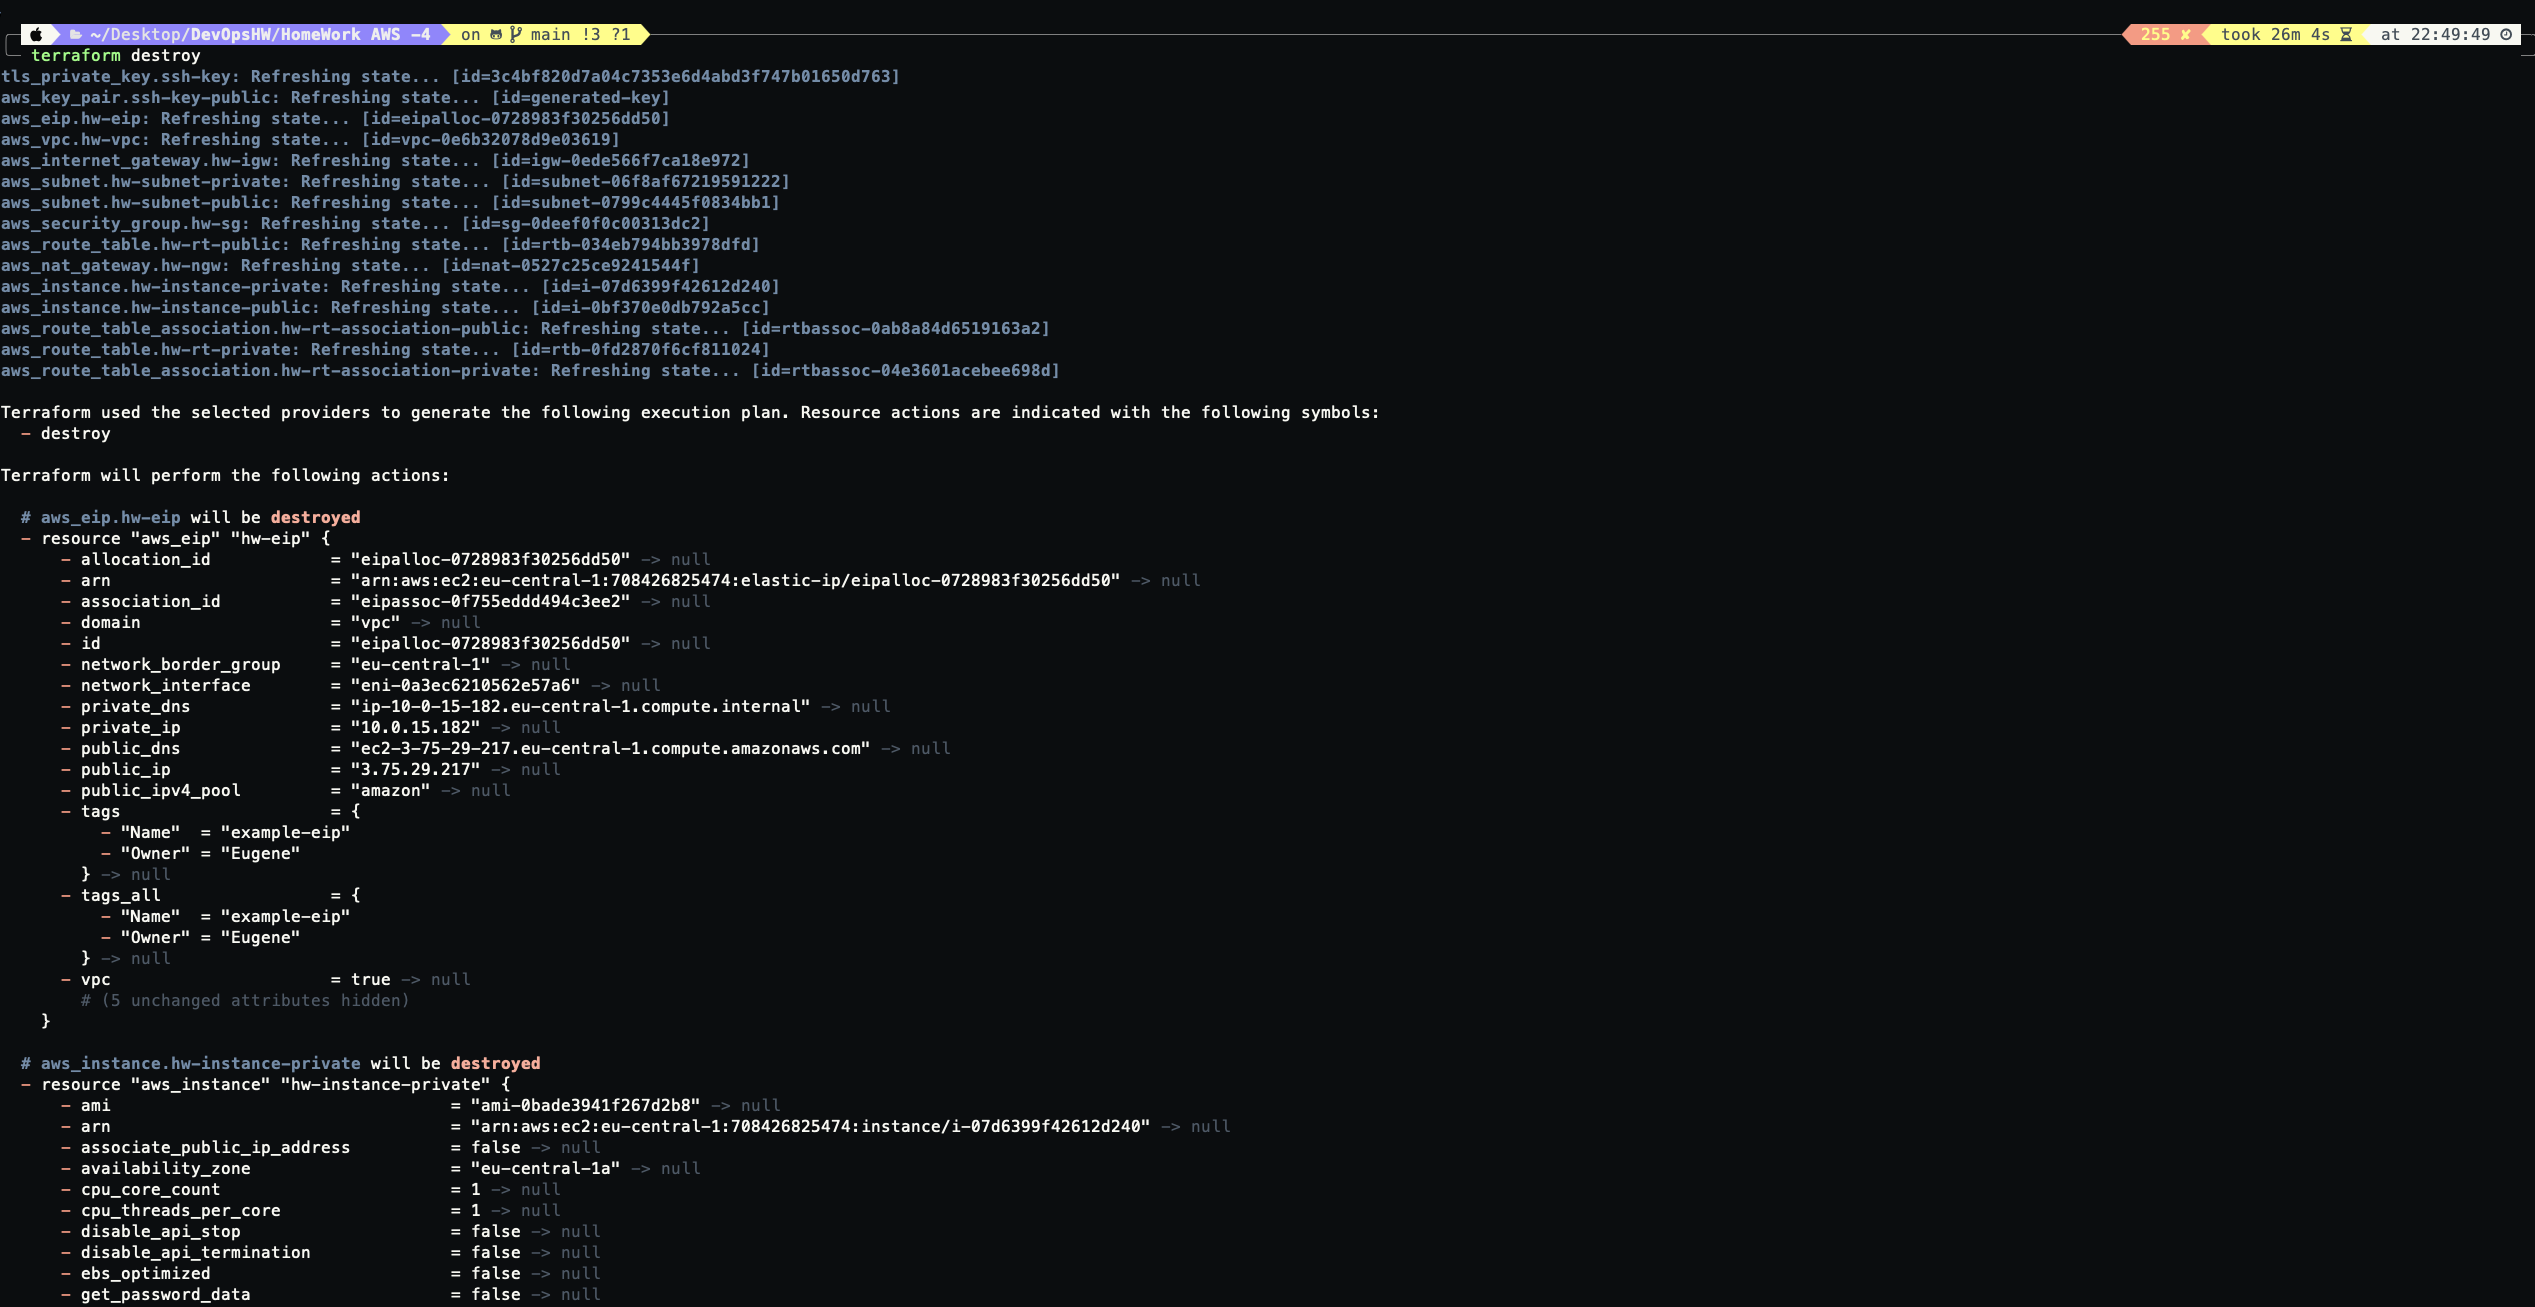 ~/Desktop/DevOpsHW/HomeWork AWS -4 on main !3 ?1 255 ✘ took 26m 4s at 22:49:49
terraform destroy
tls_private_key.ssh-key: Refreshing state... [id=3c4bf820d7a04c7353e6d4abd3f747b01650d763]
aws_key_pair.ssh-key-public: Refreshing state... [id=generated-key]
aws_eip.hw-eip: Refreshing state... [id=eipalloc-0728983f30256dd50]
aws_vpc.hw-vpc: Refreshing state... [id=vpc-0e6b32078d9e03619]
aws_internet_gateway.hw-igw: Refreshing state... [id=igw-0ede566f7ca18e972]
aws_subnet.hw-subnet-private: Refreshing state... [id=subnet-06f8af67219591222]
aws_subnet.hw-subnet-public: Refreshing state... [id=subnet-0799c4445f0834bb1]
aws_security_group.hw-sg: Refreshing state... [id=sg-0deef0f0c00313dc2]
aws_route_table.hw-rt-public: Refreshing state... [id=rtb-034eb794bb3978dfd]
aws_nat_gateway.hw-ngw: Refreshing state... [id=nat-0527c25ce9241544f]
aws_instance.hw-instance-private: Refreshing state... [id=i-07d6399f42612d240]
aws_instance.hw-instance-public: Refreshing state... [id=i-0bf370e0db792a5cc]
aws_route_table_association.hw-rt-association-public: Refreshing state... [id=rtbassoc-0ab8a84d6519163a2]
aws_route_table.hw-rt-private: Refreshing state... [id=rtb-0fd2870f6cf811024]
aws_route_table_association.hw-rt-association-private: Refreshing state... [id=rtbassoc-04e3601acebee698d]
Terraform used the selected providers to generate the following execution plan. Resource actions are indicated with the following symbols:
- destroy
Terraform will perform the following actions:
# aws_eip.hw-eip will be destroyed
- resource "aws_eip" "hw-eip" {
- allocation_id = "eipalloc-0728983f30256dd50" -> null
- arn = "arn:aws:ec2:eu-central-1:708426825474:elastic-ip/eipalloc-0728983f30256dd50" -> null
- association_id = "eipassoc-0f755eddd494c3ee2" -> null
- domain = "vpc" -> null
- id = "eipalloc-0728983f30256dd50" -> null
- network_border_group = "eu-central-1" -> null
- network_interface = "eni-0a3ec6210562e57a6" -> null
- private_dns = "ip-10-0-15-182.eu-central-1.compute.internal" -> null
- private_ip = "10.0.15.182" -> null
- public_dns = "ec2-3-75-29-217.eu-central-1.compute.amazonaws.com" -> null
- public_ip = "3.75.29.217" -> null
- public_ipv4_pool = "amazon" -> null
- tags = {
- "Name" = "example-eip"
- "Owner" = "Eugene"
} -> null
- tags_all = {
- "Name" = "example-eip"
- "Owner" = "Eugene"
} -> null
- vpc = true -> null
# (5 unchanged attributes hidden)
}
# aws_instance.hw-instance-private will be destroyed
- resource "aws_instance" "hw-instance-private" {
- ami = "ami-0bade3941f267d2b8" -> null
- arn = "arn:aws:ec2:eu-central-1:708426825474:instance/i-07d6399f42612d240" -> null
- associate_public_ip_address = false -> null
- availability_zone = "eu-central-1a" -> null
- cpu_core_count = 1 -> null
- cpu_threads_per_core = 1 -> null
- disable_api_stop = false -> null
- disable_api_termination = false -> null
- ebs_optimized = false -> null
- get_password_data = false -> null